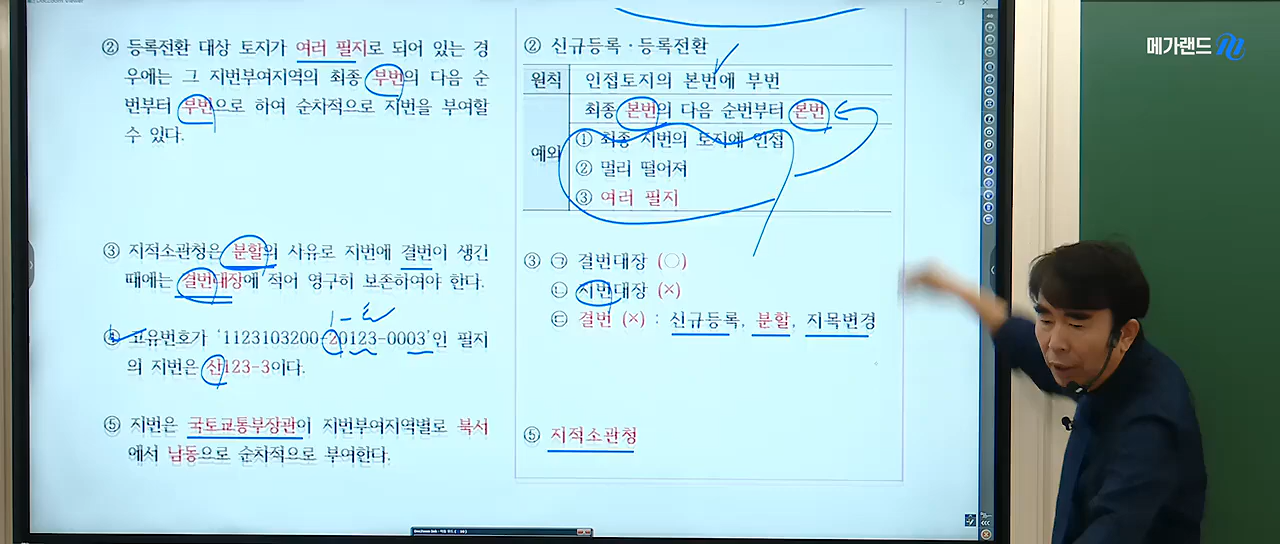 ② 등록전환 대상 토지가 여러 필지로 되어 있는 경
우에는 그 지번부여지역의 최종 부번의 다음 순
번부터 부번으로 하여 순차적으로 지번을 부여할
수 있다.
③ 지적소관청은 분할의 사유로 지번에 결번이 생긴
때에는 결번대장에 적어 영구히 보존하여야 한다.
④ 고유번호가 '1123103200-20123-0003'인 필지
의 지번은 산123-3이다.
⑤ 지번은 국토교통부장관이 지번부여지역별로 북서
에서 남동으로 순차적으로 부여한다.
② 신규등록·등록전환
원칙 인접토지의 본번에 부번
예외 최종 본번의 다음 순번부터 본번
① 최종 지번의 토지에 인접
② 멀리 떨어져
③ 여러 필지
③ ㉠ 결번대장 (○)
㉡ 지번대장 (×)
㉢ 결번 (×) : 신규등록, 분할, 지목변경
⑤ 지적소관청
메가랜드